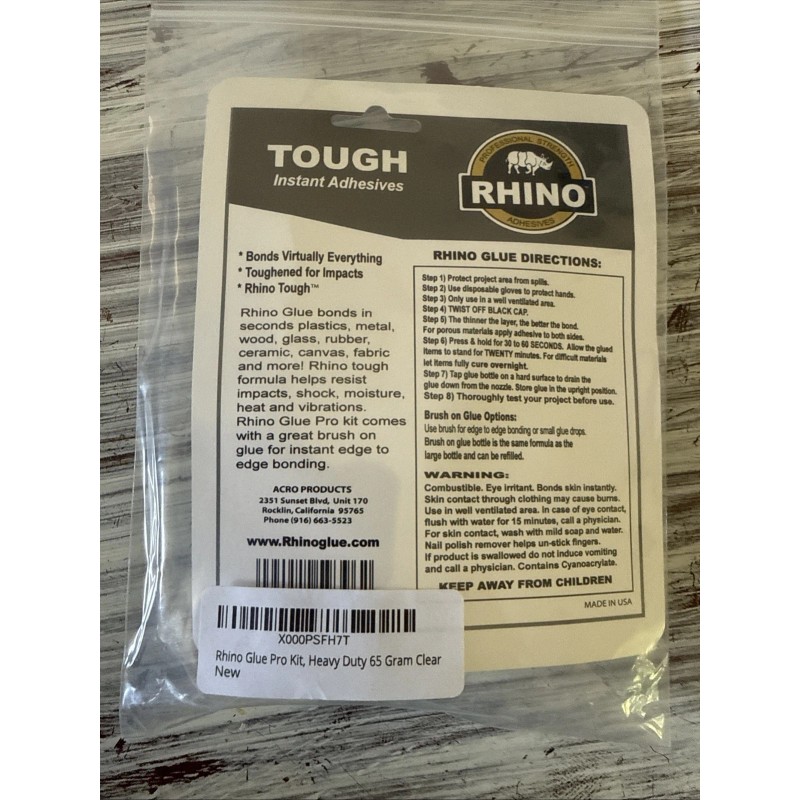 TOUGH
Instant Adhesives
PROFESSIONAL STRENGTH
RHINO
ADHESIVES
* Bonds Virtually Everything
* Toughened for Impacts
* Rhino Tough™
Rhino Glue bonds in
seconds plastics, metal,
wood, glass, rubber,
ceramic, canvas, fabric
and more! Rhino tough
formula helps resist
impacts, shock, moisture,
heat and vibrations.
Rhino Glue Pro kit comes
with a great brush on
glue for instant edge to
edge bonding.
ACRO PRODUCTS
2351 Sunset Blvd, Unit 170
Rocklin, California 95765
Phone (916) 663-5523
www.Rhinoglue.com
RHINO GLUE DIRECTIONS:
Step 1) Protect project area from spills.
Step 2) Use disposable gloves to protect hands.
Step 3) Only use in a well ventilated area.
Step 4) TWIST OFF BLACK CAP.
Step 5) The thinner the layer, the better the bond.
For porous materials apply adhesive to both sides.
Step 6) Press & hold for 30 to 60 SECONDS. Allow the glued
items to stand for TWENTY minutes. For difficult materials
let items fully cure overnight.
Step 7) Tap glue bottle on a hard surface to drain the
glue down from the nozzle. Store glue in the upright position.
Step 8) Thoroughly test your project before use.
Brush on Glue Options:
Use brush for edge to edge bonding or small glue drops.
Brush on glue bottle is the same formula as the
large bottle and can be refilled.
WARNING:
Combustible. Eye irritant. Bonds skin instantly.
Skin contact through clothing may cause burns.
Use in well ventilated area. In case of eye contact,
flush with water for 15 minutes, call a physician.
For skin contact, wash with mild soap and water.
Nail polish remover helps un-stick fingers.
If product is swallowed do not induce vomiting
and call a physician. Contains Cyanoacrylate.
KEEP AWAY FROM CHILDREN
MADE IN USA
X000PSFH7T
Rhino Glue Pro Kit, Heavy Duty 65 Gram Clear
New